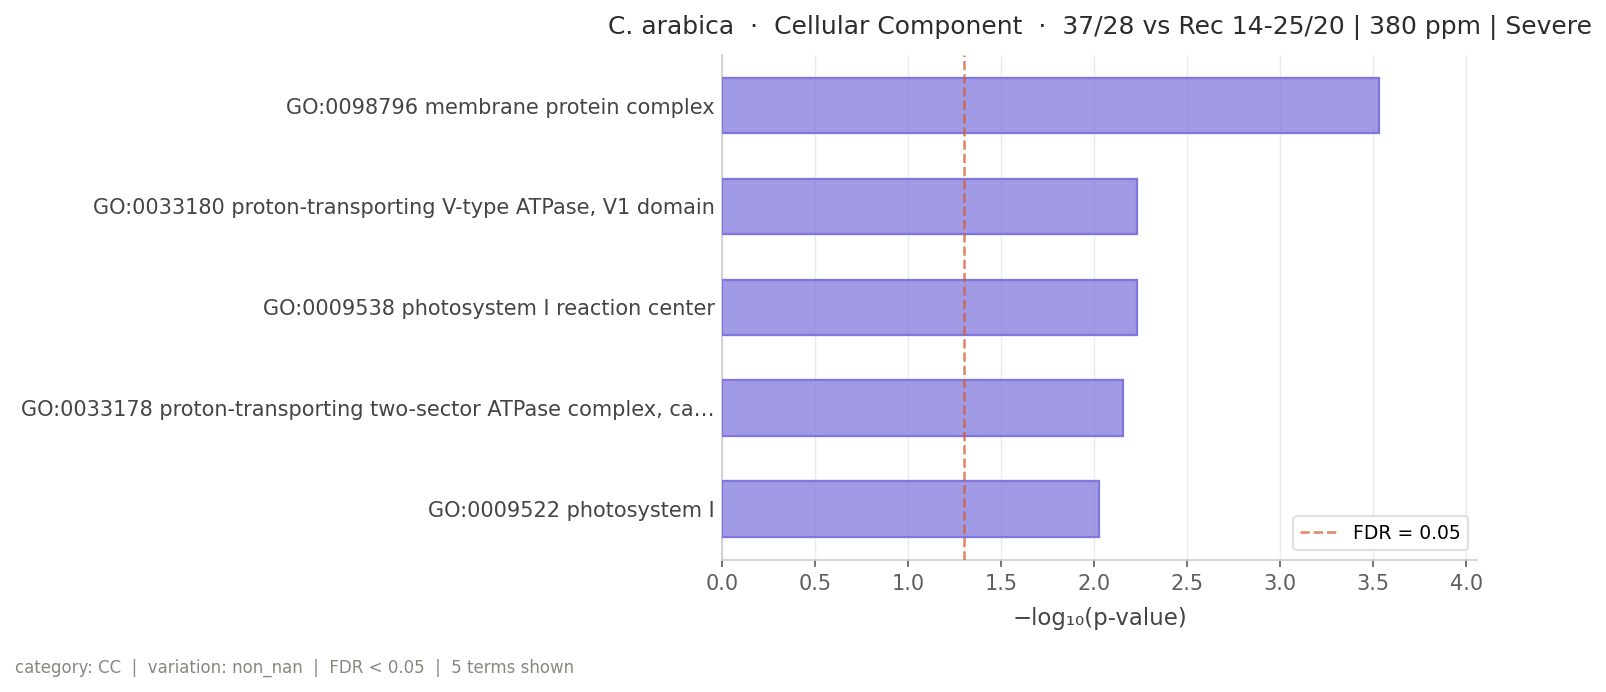 C. arabica · Cellular Component · 37/28 vs Rec 14-25/20 | 380 ppm | Severe
GO:0098796 membrane protein complex
GO:0033180 proton-transporting V-type ATPase, V1 domain
GO:0009538 photosystem I reaction center
GO:0033178 proton-transporting two-sector ATPase complex, ca...
GO:0009522 photosystem I
FDR = 0.05
0.0 0.5 1.0 1.5 2.0 2.5 3.0 3.5 4.0
−log₁₀(p-value)
category: CC | variation: non_nan | FDR < 0.05 | 5 terms shown